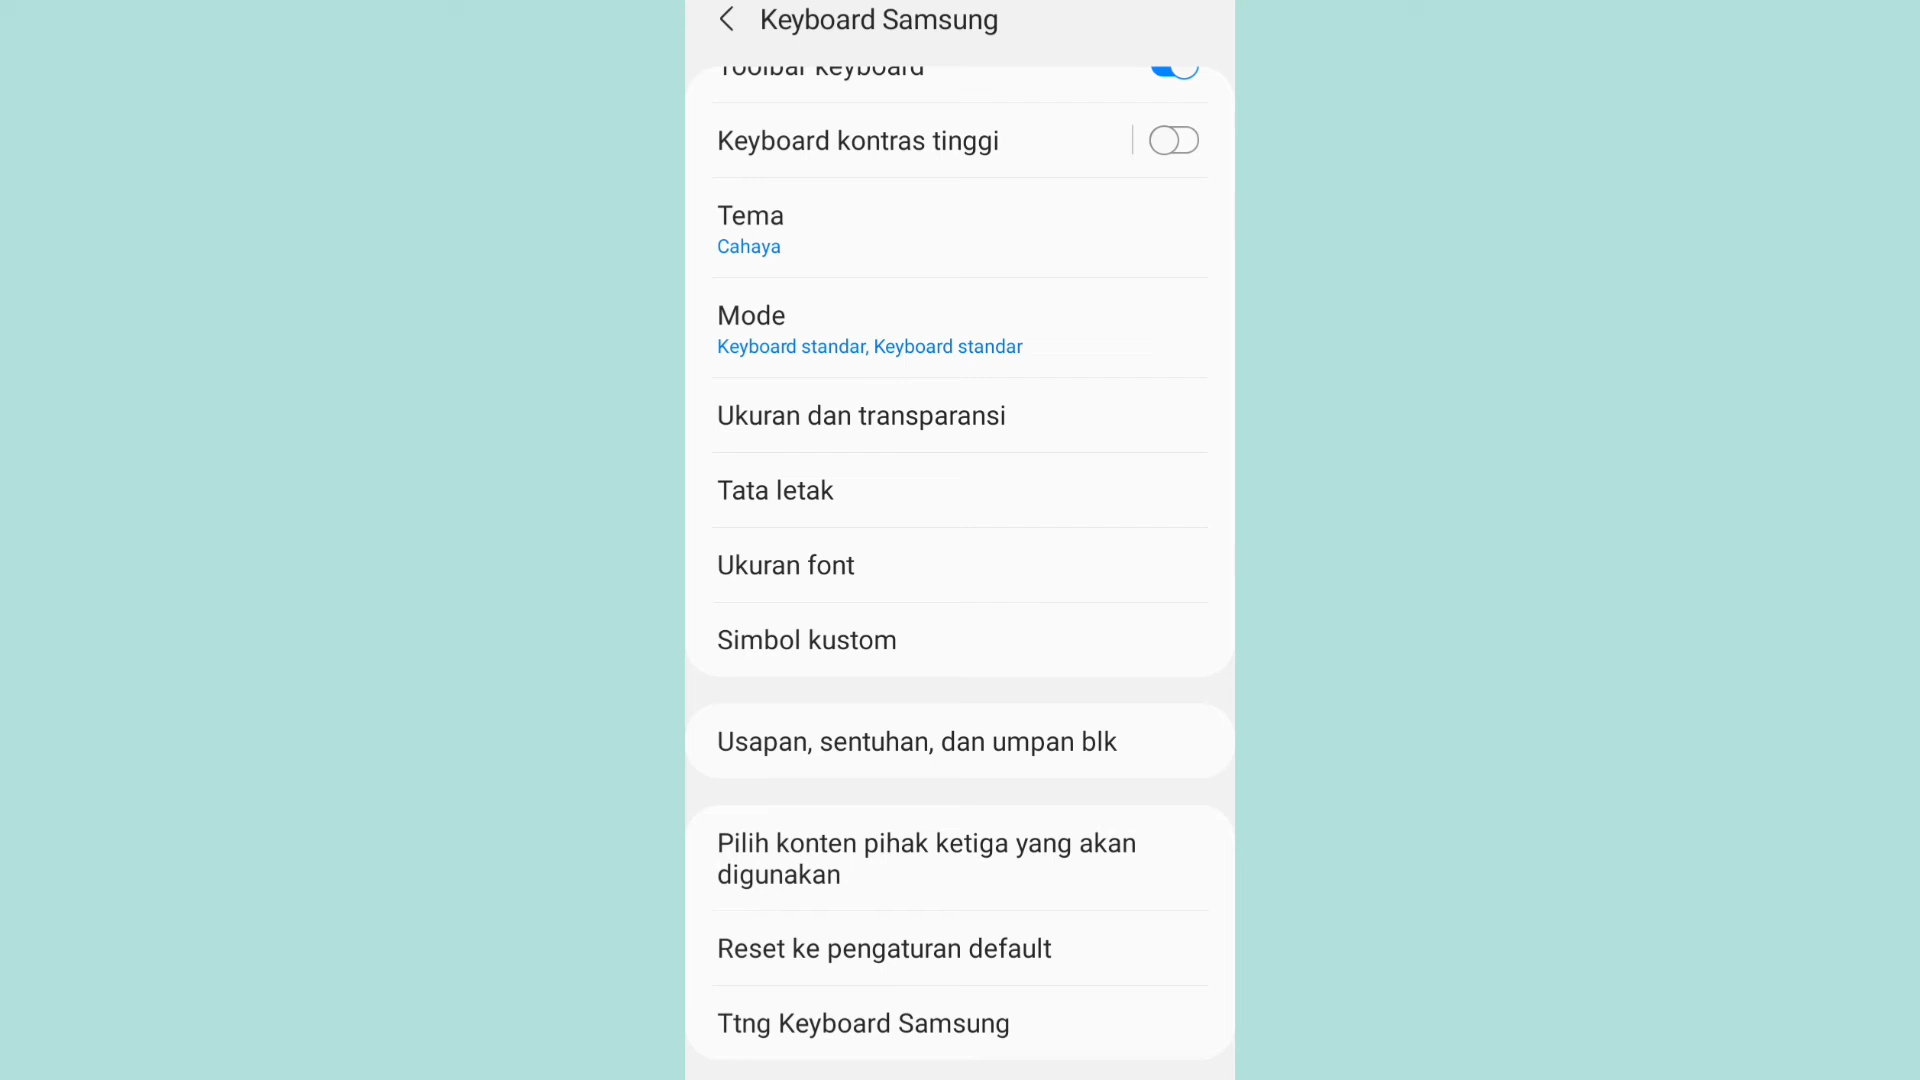 Keyboard Samsung
Toolbar keyboard
Keyboard kontras tinggi
Tema
Cahaya
Mode
Keyboard standar, Keyboard standar
Ukuran dan transparansi
Tata letak
Ukuran font
Simbol kustom
Usapan, sentuhan, dan umpan blk
Pilih konten pihak ketiga yang akan
digunakan
Reset ke pengaturan default
Ttng Keyboard Samsung